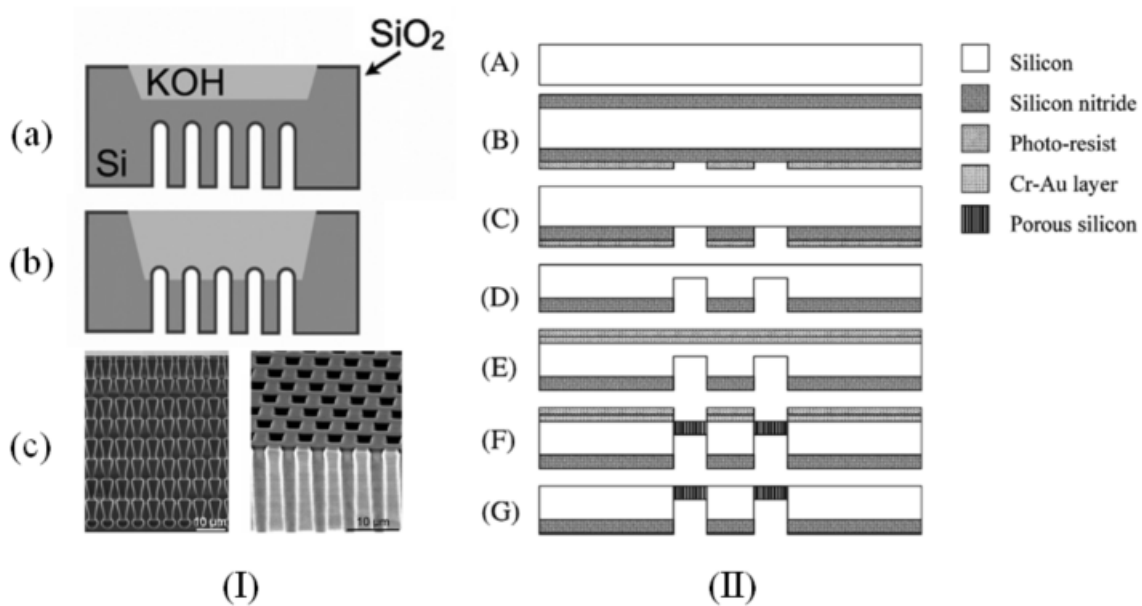 SiO₂
KOH
(a)
Si
(b)
(c)
10 µm
10 µm
(I)
(A)
(B)
(C)
(D)
(E)
(F)
(G)
Silicon
Silicon nitride
Photo-resist
Cr-Au layer
Porous silicon
(II)